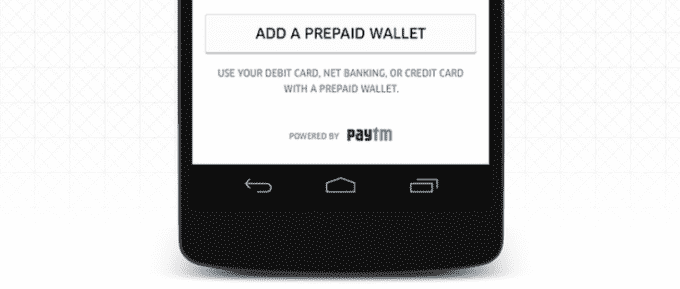 ADD A PREPAID WALLET
USE YOUR DEBIT CARD, NET BANKING, OR CREDIT CARD
WITH A PREPAID WALLET.
POWERED BY paytm